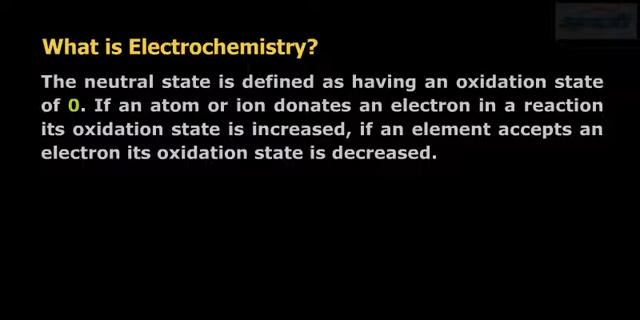 What is Electrochemistry?
The neutral state is defined as having an oxidation state
of 0. If an atom or ion donates an electron in a reaction
its oxidation state is increased, if an element accepts an
electron its oxidation state is decreased.